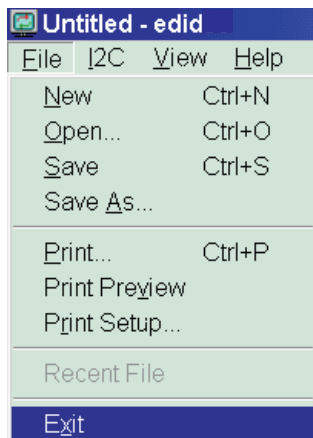 Untitled - edid
File I2C View Help
New Ctrl+N
Open... Ctrl+O
Save Ctrl+S
Save As...
Print... Ctrl+P
Print Preview
Print Setup...
Recent File
Exit